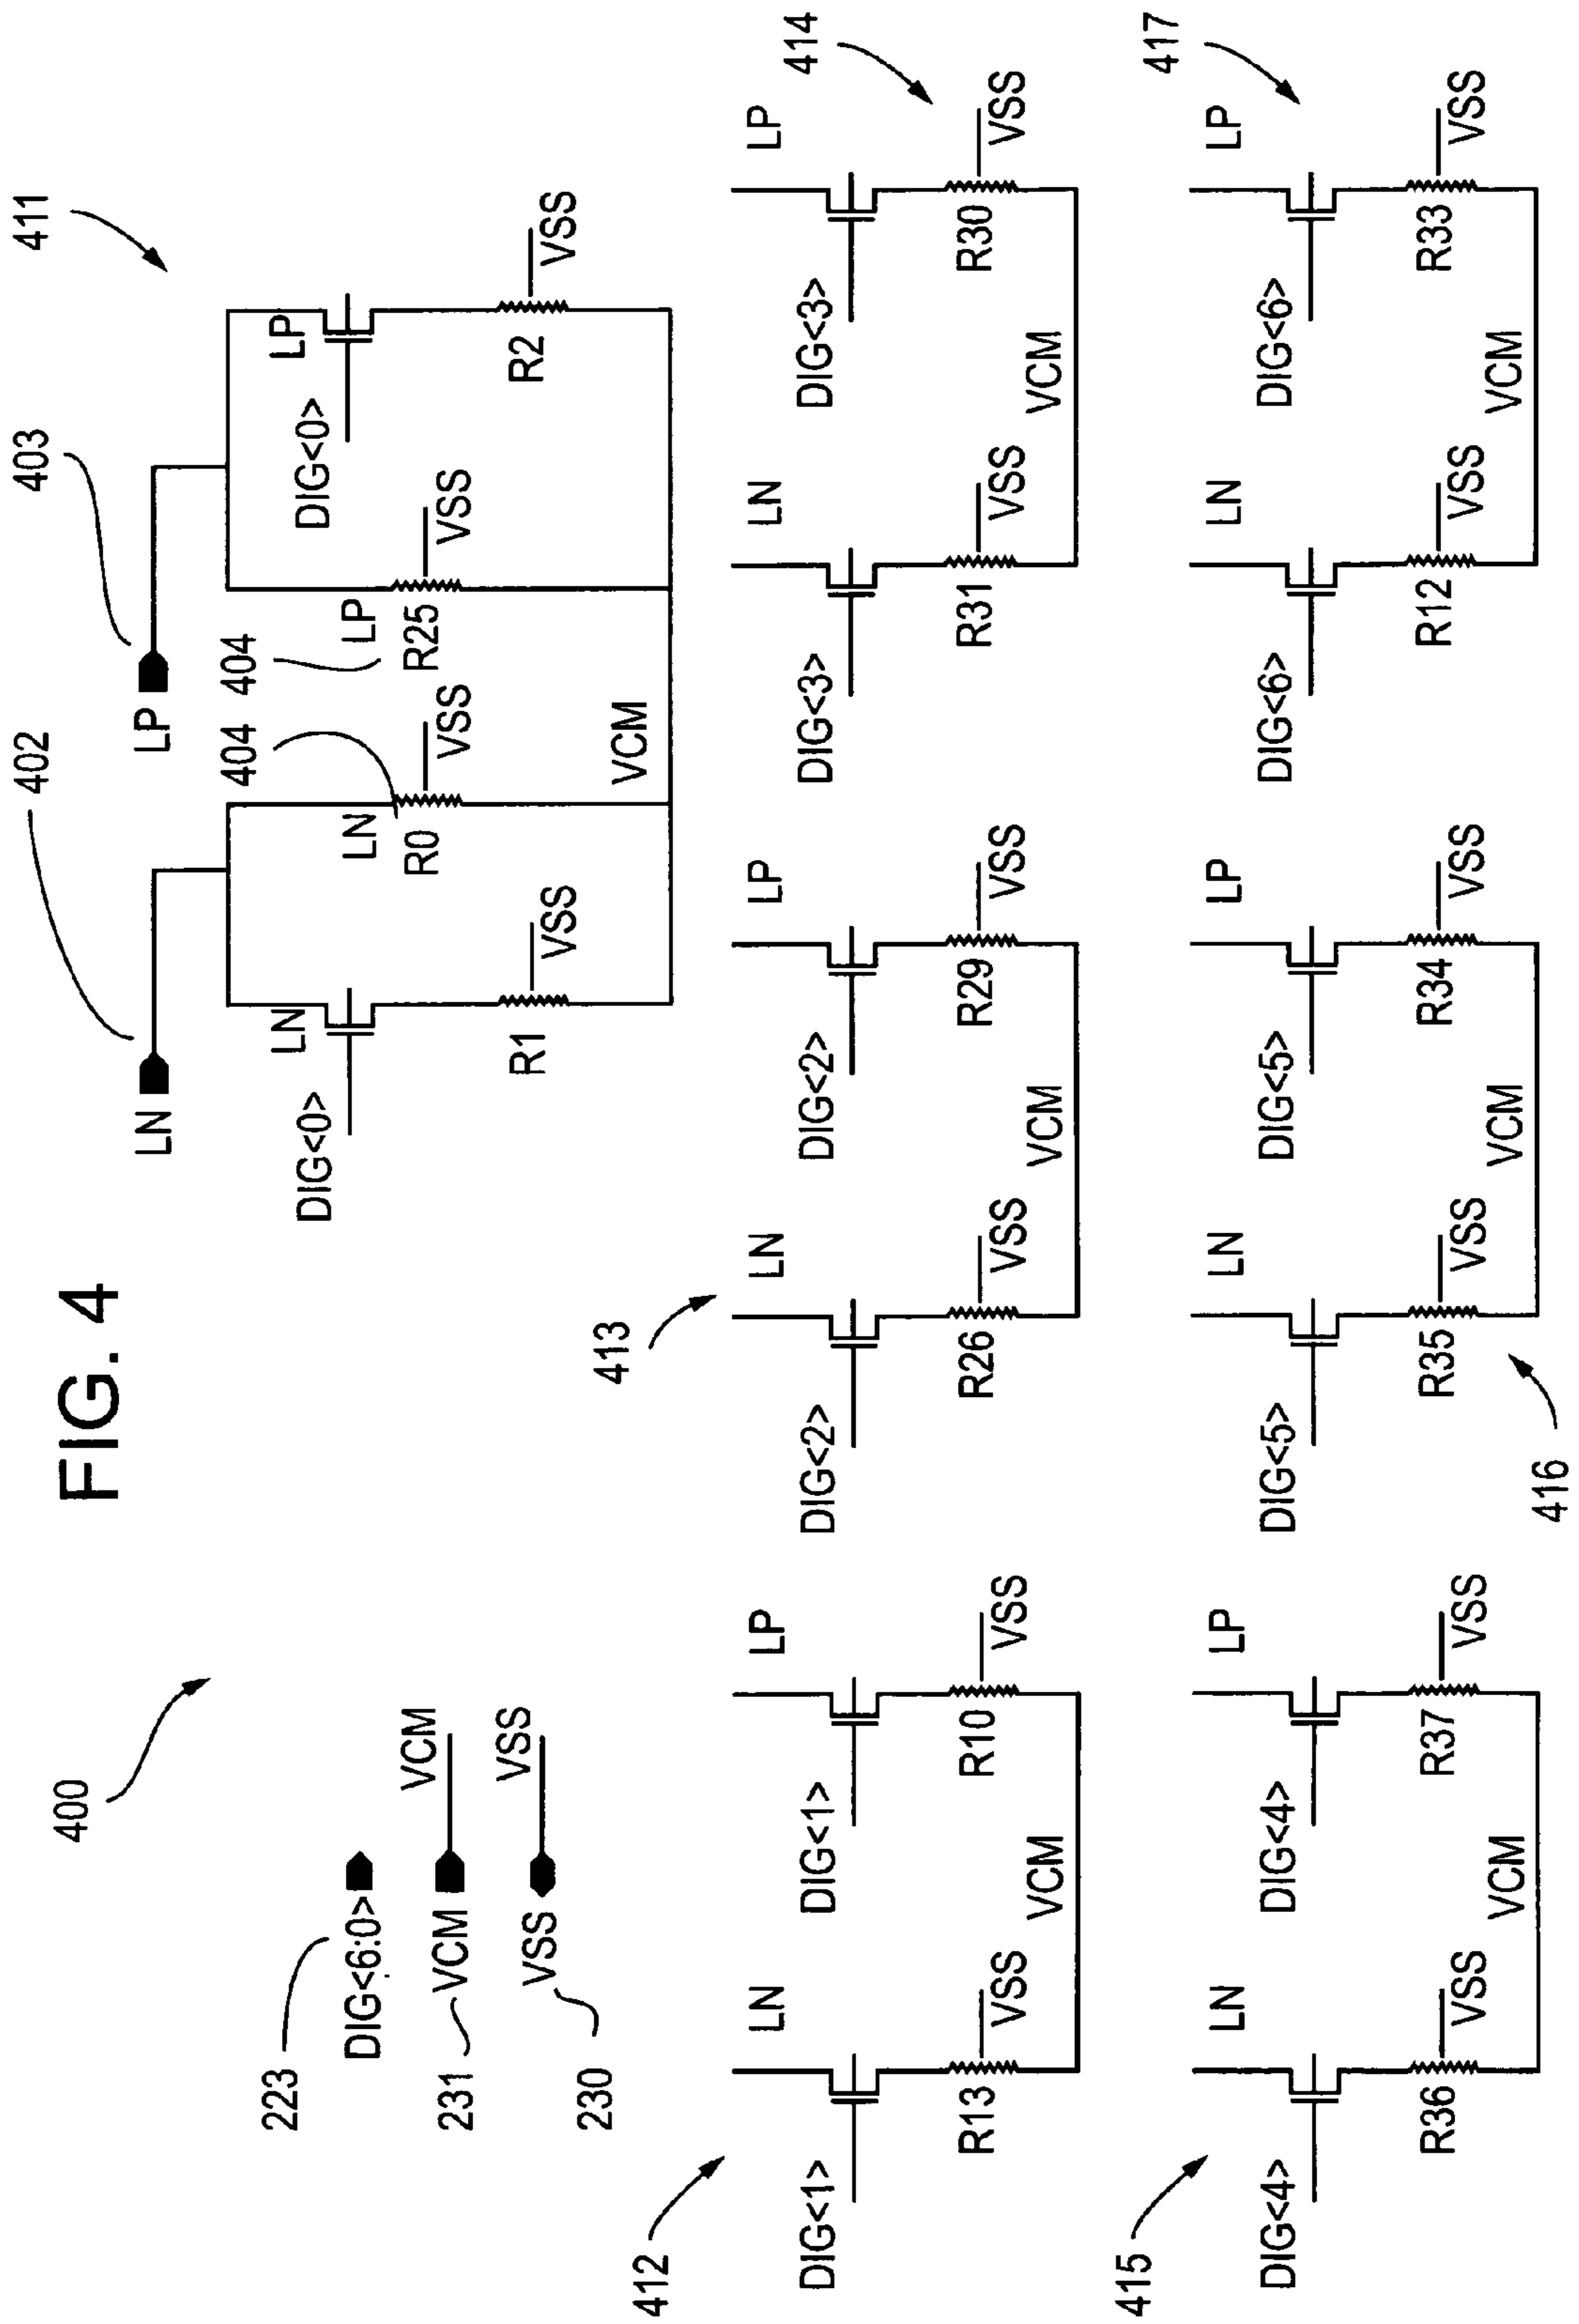 FIG. 4
400
223
DIG<6:0>
231
VCM
VCM
230
VSS
VSS
402
LN
403
LP
411
DIG<0>
LN
R1
VSS
404
LN
R0
VSS
404
LP
R25
VSS
DIG<0>
LP
R2
VSS
VCM
412
DIG<1>
LN
R13
VSS
DIG<1>
LP
R10
VSS
VCM
413
DIG<2>
LN
R26
VSS
DIG<2>
LP
R29
VSS
VCM
414
DIG<3>
LN
R31
VSS
DIG<3>
LP
R30
VSS
VCM
415
DIG<4>
LN
R36
VSS
DIG<4>
LP
R37
VSS
VCM
416
DIG<5>
LN
R35
VSS
DIG<5>
LP
R34
VSS
VCM
417
DIG<6>
LN
R12
VSS
DIG<6>
LP
R33
VSS
VCM